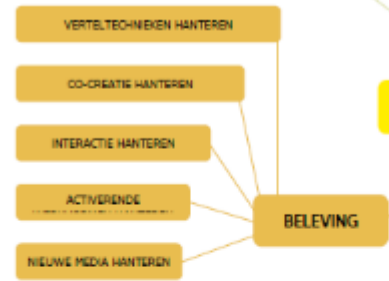 VERTELTECHNIEKEN HANTEREN
CO-CREATIE HANTEREN
INTERACTIE HANTEREN
ACTIVERENDE
NIEUWE MEDIA HANTEREN
BELEVING